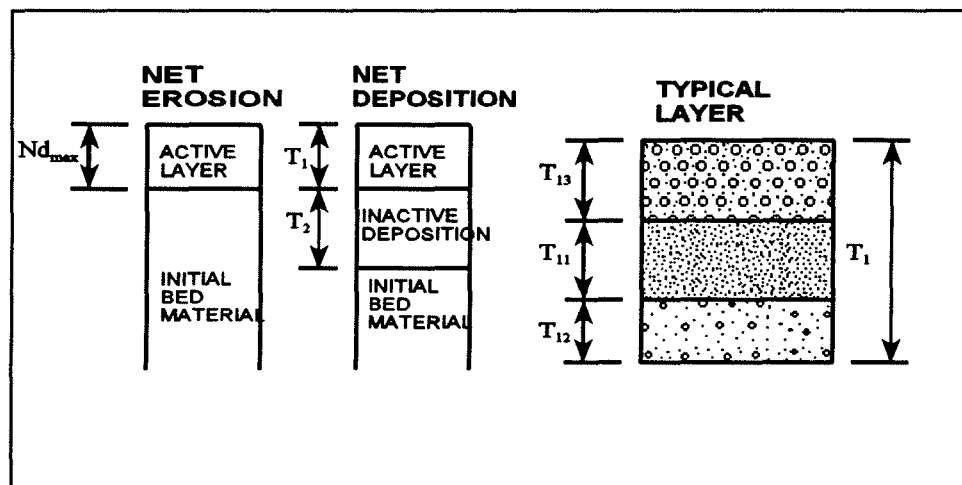 NET
EROSION
Nd_max
ACTIVE
LAYER
INITIAL
BED
MATERIAL
NET
DEPOSITION
T_1
ACTIVE
LAYER
T_2
INACTIVE
DEPOSITION
INITIAL
BED
MATERIAL
TYPICAL
LAYER
T_13
T_11
T_12
T_1